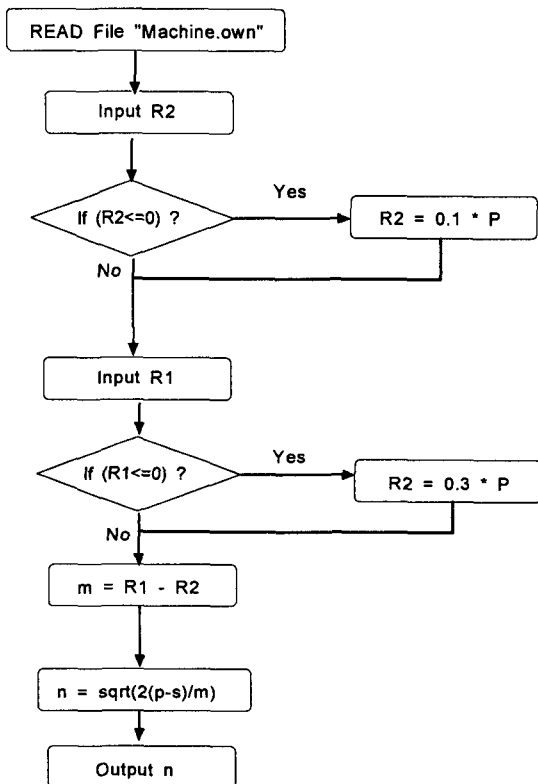 READ File "Machine.own"
Input R2
If (R2<=0) ?
Yes
R2 = 0.1 * P
No
Input R1
If (R1<=0) ?
Yes
R2 = 0.3 * P
No
m = R1 - R2
n = sqrt(2(p-s)/m)
Output n